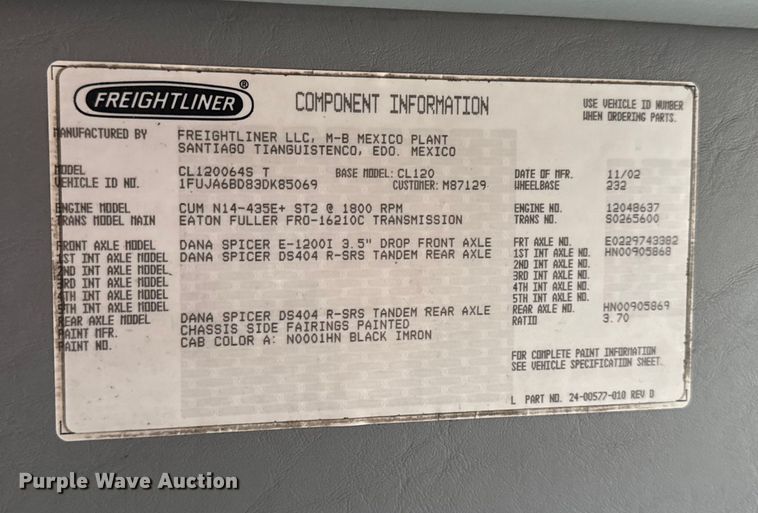 FREIGHTLINER ®
COMPONENT INFORMATION
USE VEHICLE ID NUMBER
WHEN ORDERING PARTS.
MANUFACTURED BY FREIGHTLINER LLC, M-B MEXICO PLANT
SANTIAGO TIANGUISTENCO, EDO. MEXICO
MODEL CL120064S T BASE MODEL: CL120 DATE OF MFR. 11/02
VEHICLE ID NO. 1FUJA6BD83DK85069 CUSTOMER: M87129 WHEELBASE 232
ENGINE MODEL CUM N14-435E+ ST2 @ 1800 RPM ENGINE NO. 12048637
TRANS MODEL MAIN EATON FULLER FRO-16210C TRANSMISSION TRANS NO. S0265600
FRONT AXLE MODEL DANA SPICER E-1200I 3.5" DROP FRONT AXLE FRT AXLE NO. E0229743382
1ST INT AXLE MODEL DANA SPICER DS404 R-SRS TANDEM REAR AXLE 1ST INT AXLE NO. HN00905868
2ND INT AXLE MODEL 2ND INT AXLE NO.
3RD INT AXLE MODEL 3RD INT AXLE NO.
4TH INT AXLE MODEL 4TH INT AXLE NO.
5TH INT AXLE MODEL 5TH INT AXLE NO.
REAR AXLE MODEL DANA SPICER DS404 R-SRS TANDEM REAR AXLE REAR AXLE NO. HN00905869
PAINT MFR. CHASSIS SIDE FAIRINGS PAINTED RATIO 3.70
PAINT NO. CAB COLOR A: N0001HN BLACK IMRON
FOR COMPLETE PAINT INFORMATION
SEE VEHICLE SPECIFICATION SHEET.
L PART NO. 24-00577-010 REV D
Purple Wave Auction